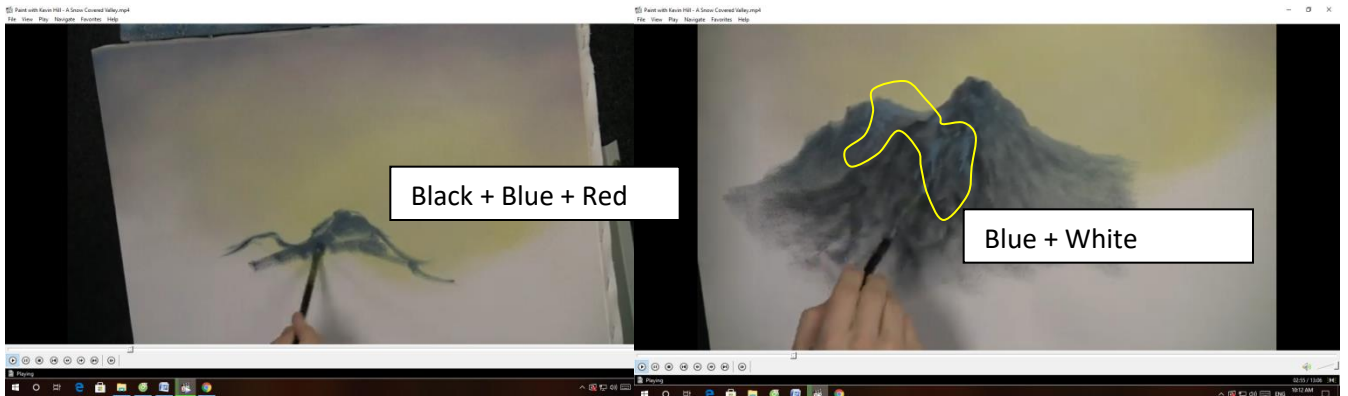 Paint with Kevin Hill - A Snow Covered Valley.mp4
File View Play Navigate Favorites Help
Black + Blue + Red
Playing
Paint with Kevin Hill - A Snow Covered Valley.mp4
File View Play Navigate Favorites Help
Blue + White
Playing
02:55 / 13:06
ENG
10:12 AM